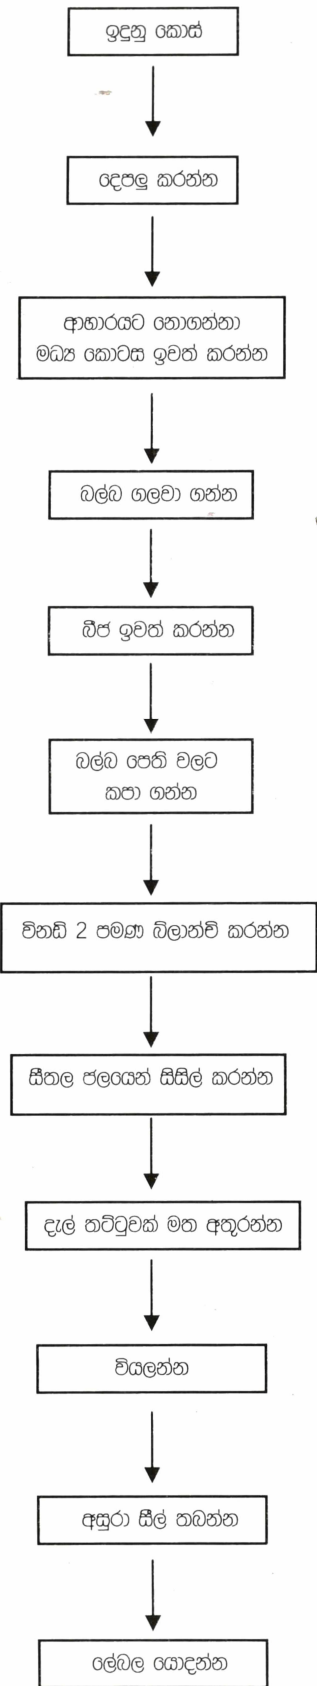 ඉදුනු කොස්
දෙපලු කරන්න
ආහාරයට නොගන්නා
මධ්‍ය කොටස ඉවත් කරන්න
බල්බ ගලවා ගන්න
බීජ ඉවත් කරන්න
බල්බ පෙති වලට
කපා ගන්න
විනඩි 2 පමණ බ්ලාන්චි කරන්න
සීතල ජලයෙන් සිසිල් කරන්න
දැල් තට්ටුවක් මත අතුරන්න
වියලන්න
අසුරා සීල් තබන්න
ලේබල යොදන්න